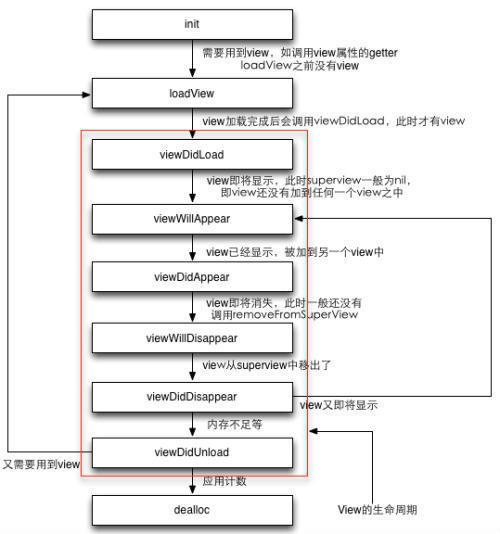 init
需要用到view，如调用view属性的getter
loadView之前没有view
loadView
view加载完成后会调用viewDidLoad，此时才有view
viewDidLoad
view即将显示，此时superview一般为nil，
即view还没有加到任何一个view之中
viewWillAppear
view已经显示，被加到另一个view中
viewDidAppear
view即将消失，此时一般还没有
调用removeFromSuperView
viewWillDisappear
view从superview中移出了
viewDidDisappear
view又即将显示
内存不足等
viewDidUnload
又需要用到view
应用计数
dealloc
View的生命周期